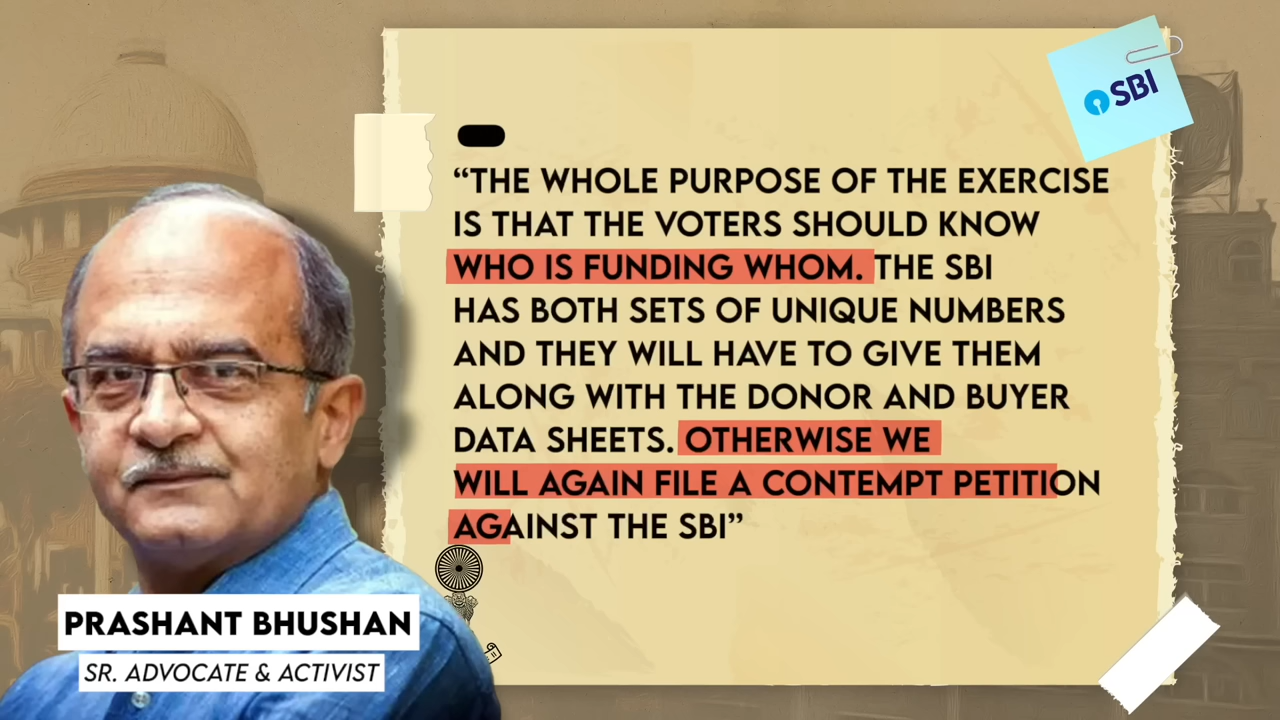 SBI
“THE WHOLE PURPOSE OF THE EXERCISE
IS THAT THE VOTERS SHOULD KNOW
WHO IS FUNDING WHOM. THE SBI
HAS BOTH SETS OF UNIQUE NUMBERS
AND THEY WILL HAVE TO GIVE THEM
ALONG WITH THE DONOR AND BUYER
DATA SHEETS. OTHERWISE WE
WILL AGAIN FILE A CONTEMPT PETITION
AGAINST THE SBI”
PRASHANT BHUSHAN
SR. ADVOCATE & ACTIVIST